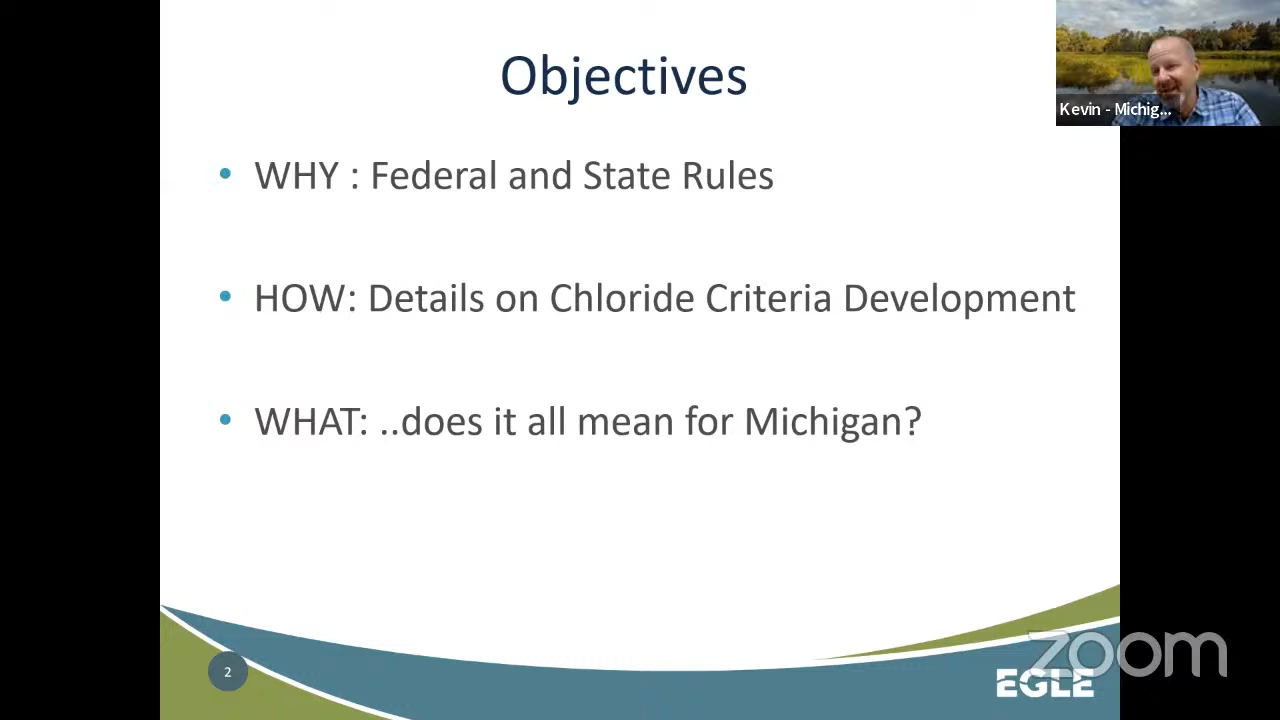 Objectives
Kevin - Michig...
• WHY : Federal and State Rules
• HOW: Details on Chloride Criteria Development
• WHAT: ..does it all mean for Michigan?
2
EGLE
zoom